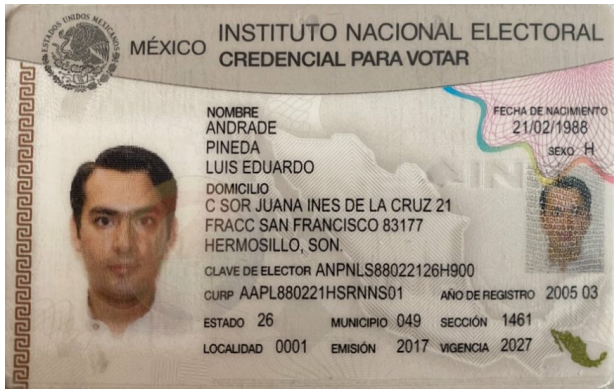 ESTADOS UNIDOS MEXICANOS
MÉXICO
INSTITUTO NACIONAL ELECTORAL
CREDENCIAL PARA VOTAR
NOMBRE
ANDRADE
PINEDA
LUIS EDUARDO
FECHA DE NACIMIENTO
21/02/1988
SEXO H
DOMICILIO
C SOR JUANA INES DE LA CRUZ 21
FRACC SAN FRANCISCO 83177
HERMOSILLO, SON.
CLAVE DE ELECTOR ANPNLS88022126H900
CURP AAPL880221HSRNNS01 AÑO DE REGISTRO 2005 03
ESTADO 26 MUNICIPIO 049 SECCIÓN 1461
LOCALIDAD 0001 EMISIÓN 2017 VIGENCIA 2027